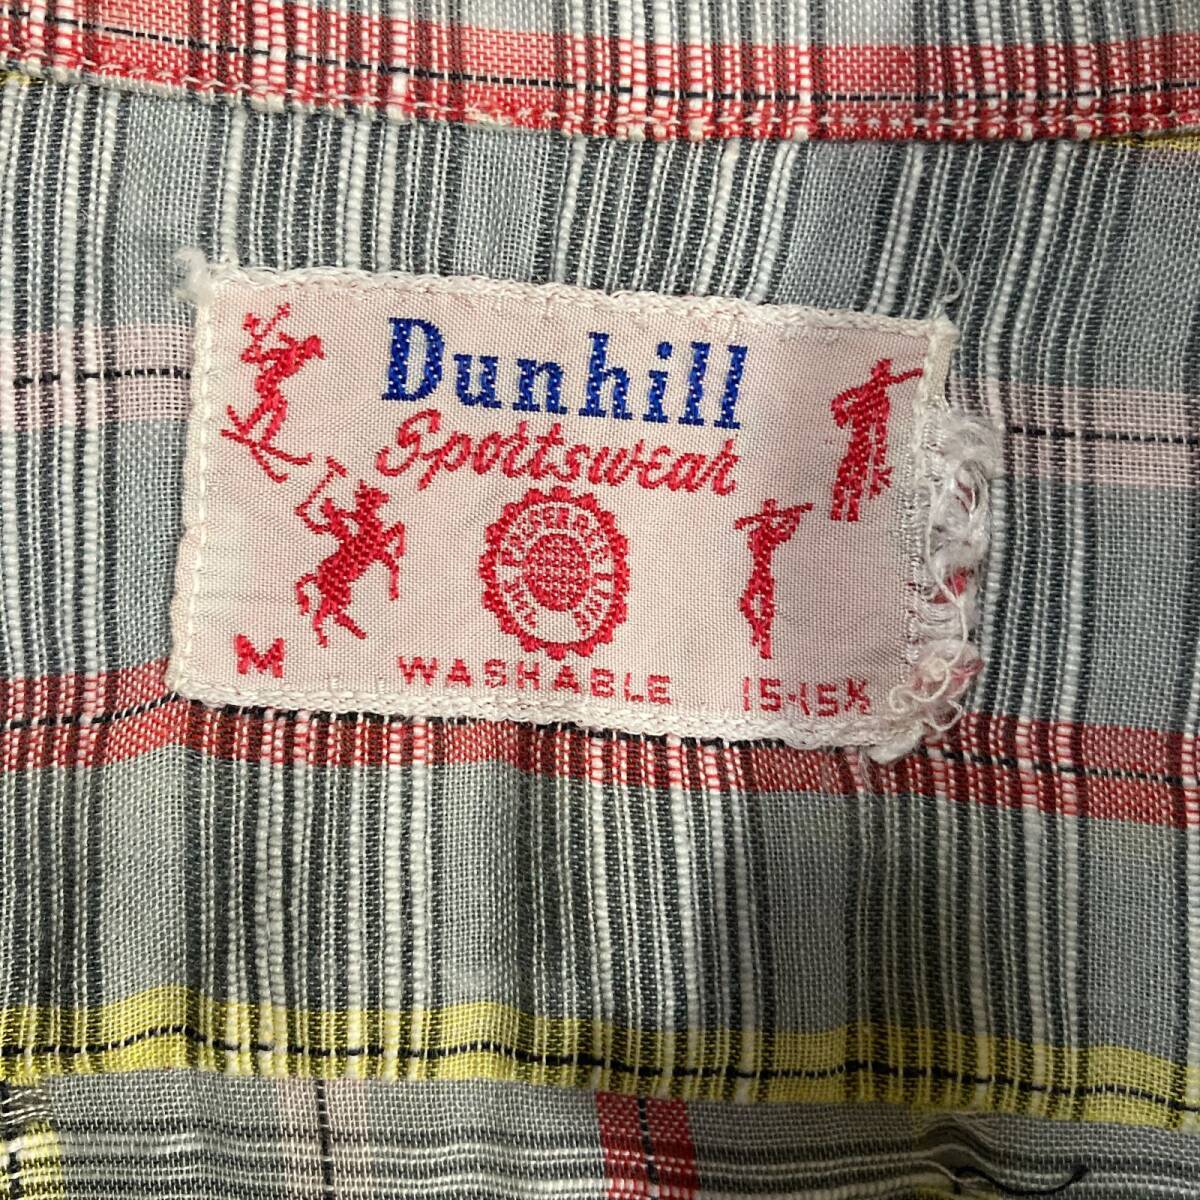 Dunhill
Sportswear
M
WASHABLE
15-15½